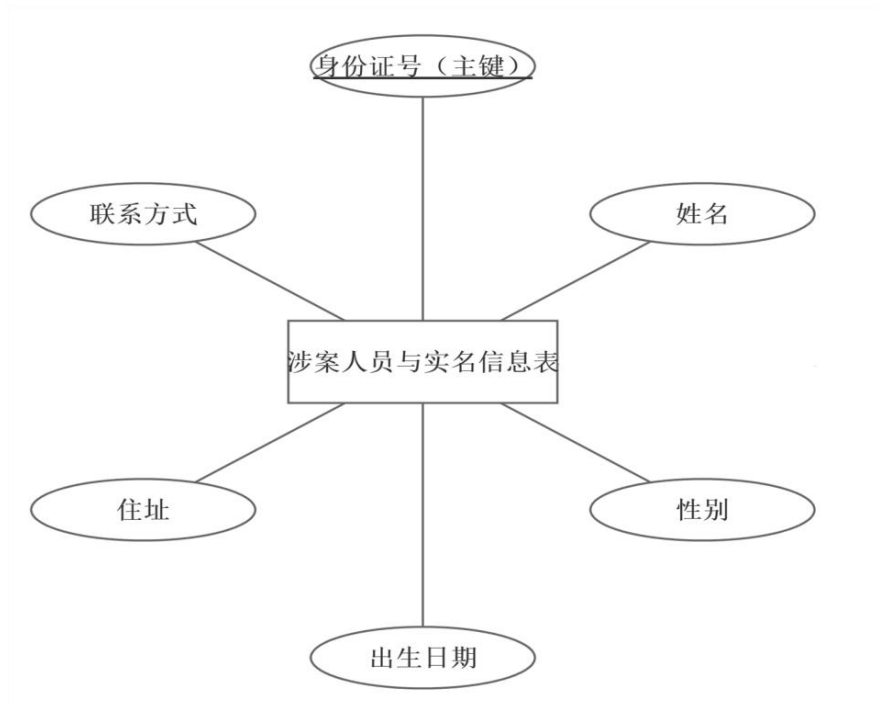 身份证号（主键）
联系方式
姓名
涉案人员与实名信息表
住址
性别
出生日期